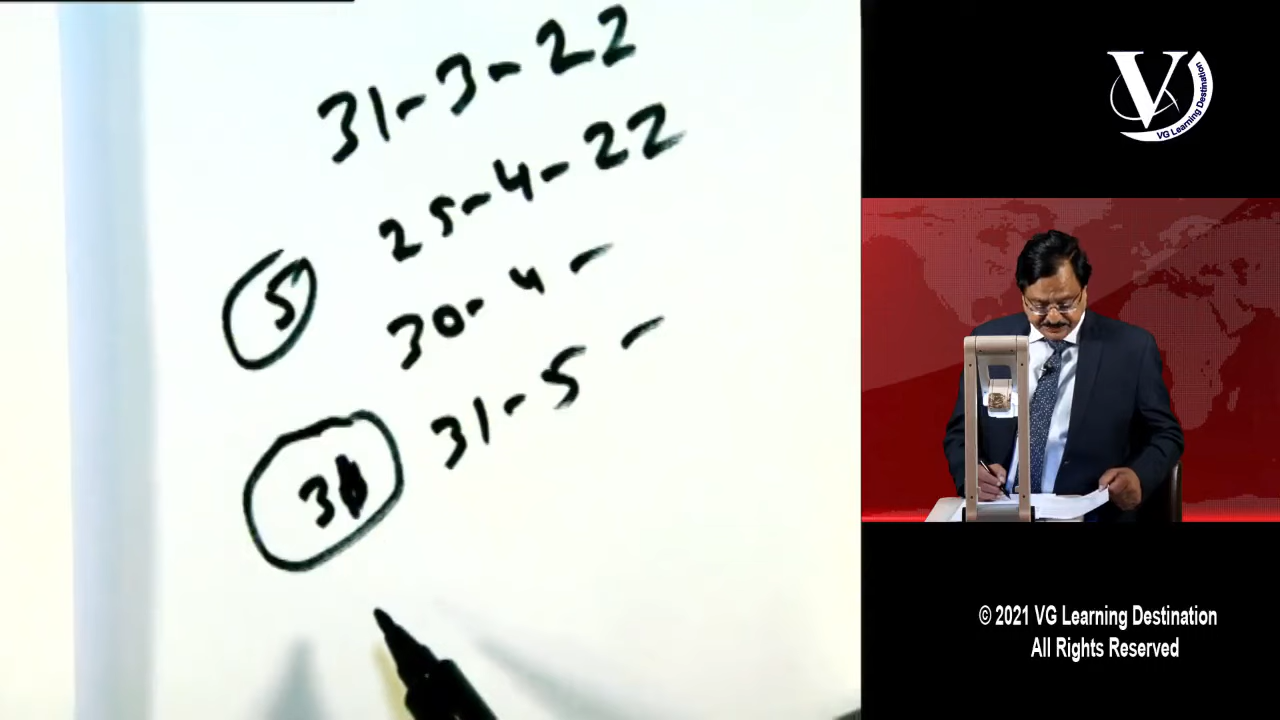 31-3-22
25-4-22
5
30-4-
31-5-
31
V
VG Learning Destination
© 2021 VG Learning Destination
All Rights Reserved